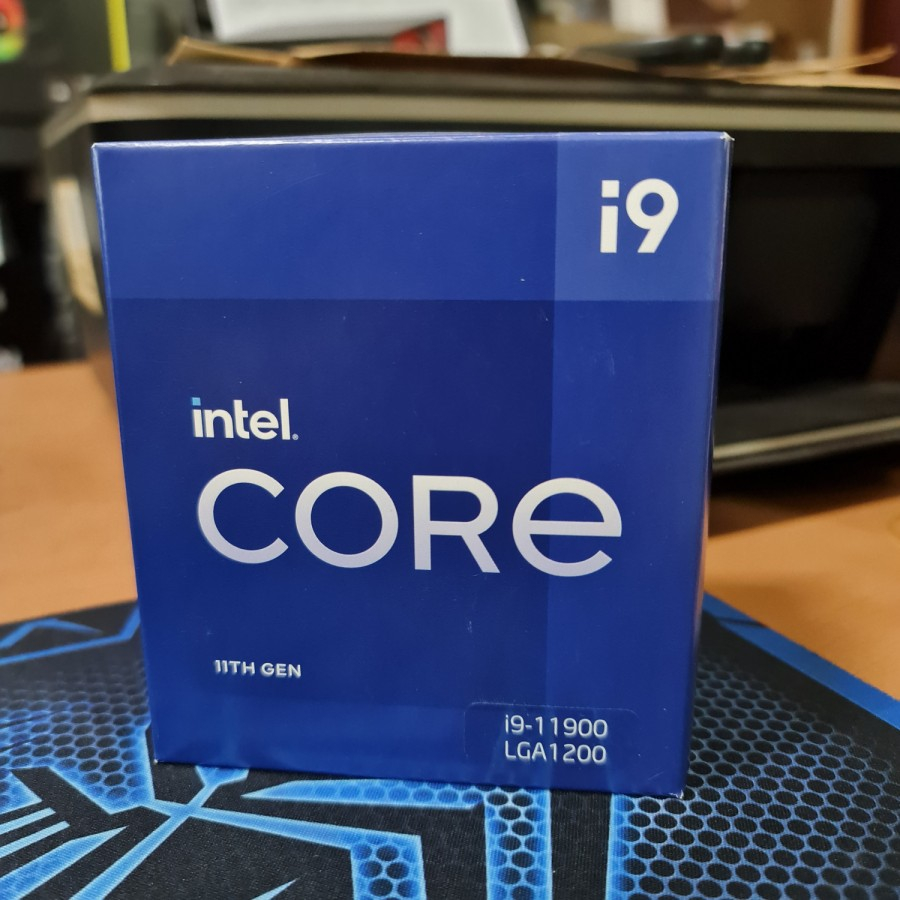 i9
intel.
CORe
11TH GEN
i9-11900
LGA1200